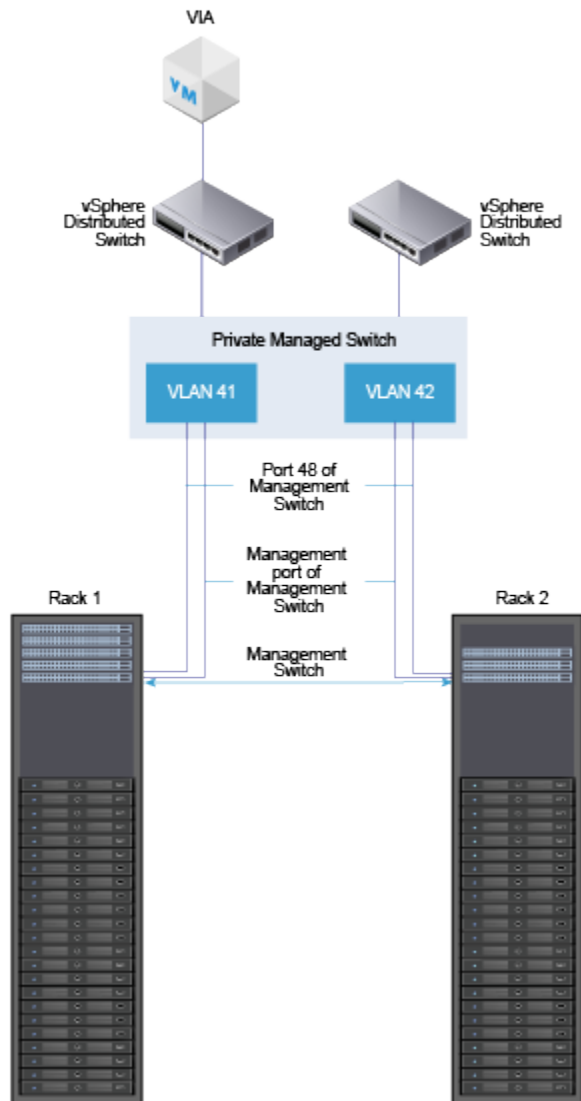 VIA
VM
vSphere
Distributed
Switch
vSphere
Distributed
Switch
Private Managed Switch
VLAN 41
VLAN 42
Port 48 of
Management
Switch
Management
port of
Management
Switch
Rack 1
Rack 2
Management
Switch